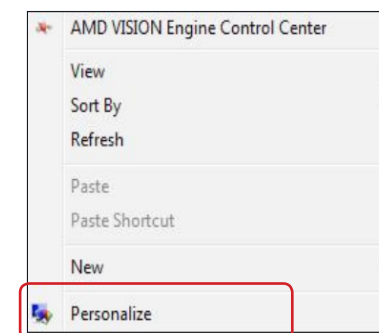 AMD VISION Engine Control Center
View
Sort By
Refresh
Paste
Paste Shortcut
New
Personalize